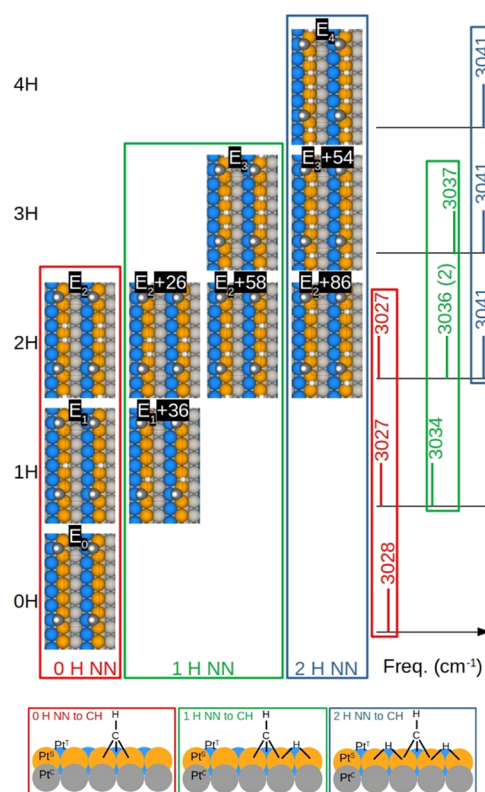 4H
E4
3041
3H
E3
E3+54
3037
3041
2H
E2
E2+26
E2+58
E2+86
3027
3036 (2)
3041
1H
E1
E1+36
3027
3034
0H
E0
3028
0 H NN
1 H NN
2 H NN
Freq. (cm-1)
0 H NN to CH
H
C
PtT
PtS
PtC
1 H NN to CH
H
C
H
PtT
PtS
PtC
2 H NN to CH
H
C
H
H
PtT
PtS
PtC